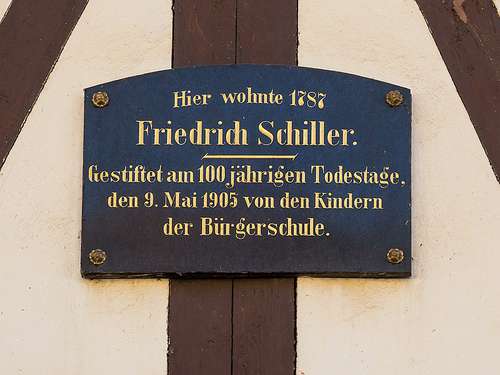 Hier wohnte 1787
Friedrich Schiller.
Gestiftet am 100 jährigen Todestage,
den 9. Mai 1905 von den Kindern
der Bürgerschule.